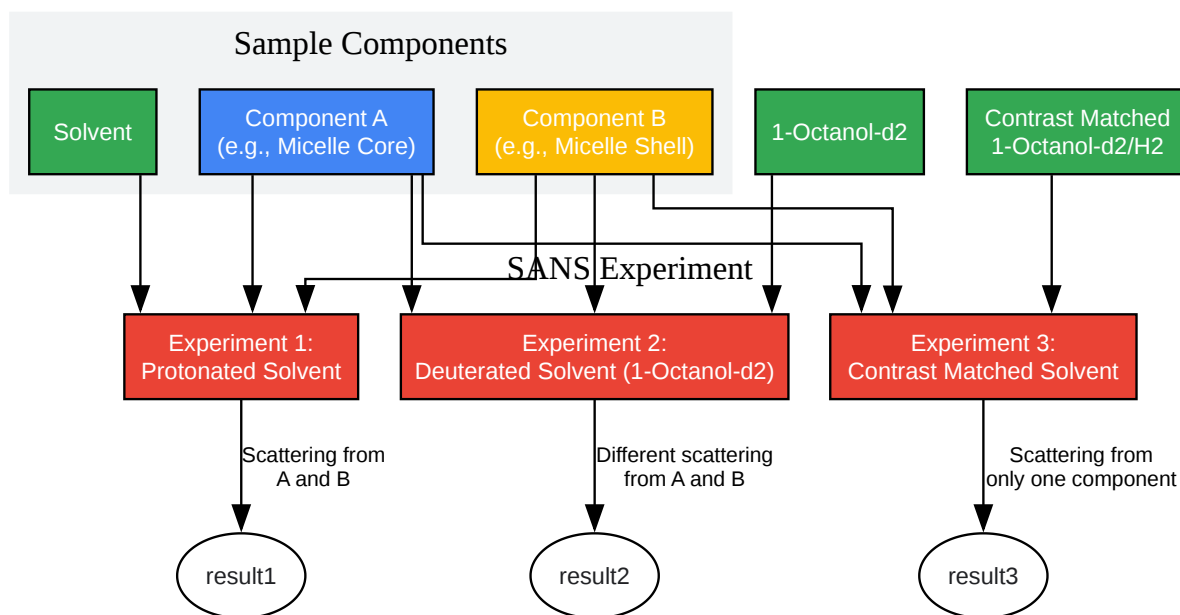 Sample Components
Solvent
Component A
(e.g., Micelle Core)
Component B
(e.g., Micelle Shell)
1-Octanol-d2
Contrast Matched
1-Octanol-d2/H2
SANS Experiment
Experiment 1:
Protonated Solvent
Experiment 2:
Deuterated Solvent (1-Octanol-d2)
Experiment 3:
Contrast Matched Solvent
Scattering from
A and B
Different scattering
from A and B
Scattering from
only one component
result1
result2
result3